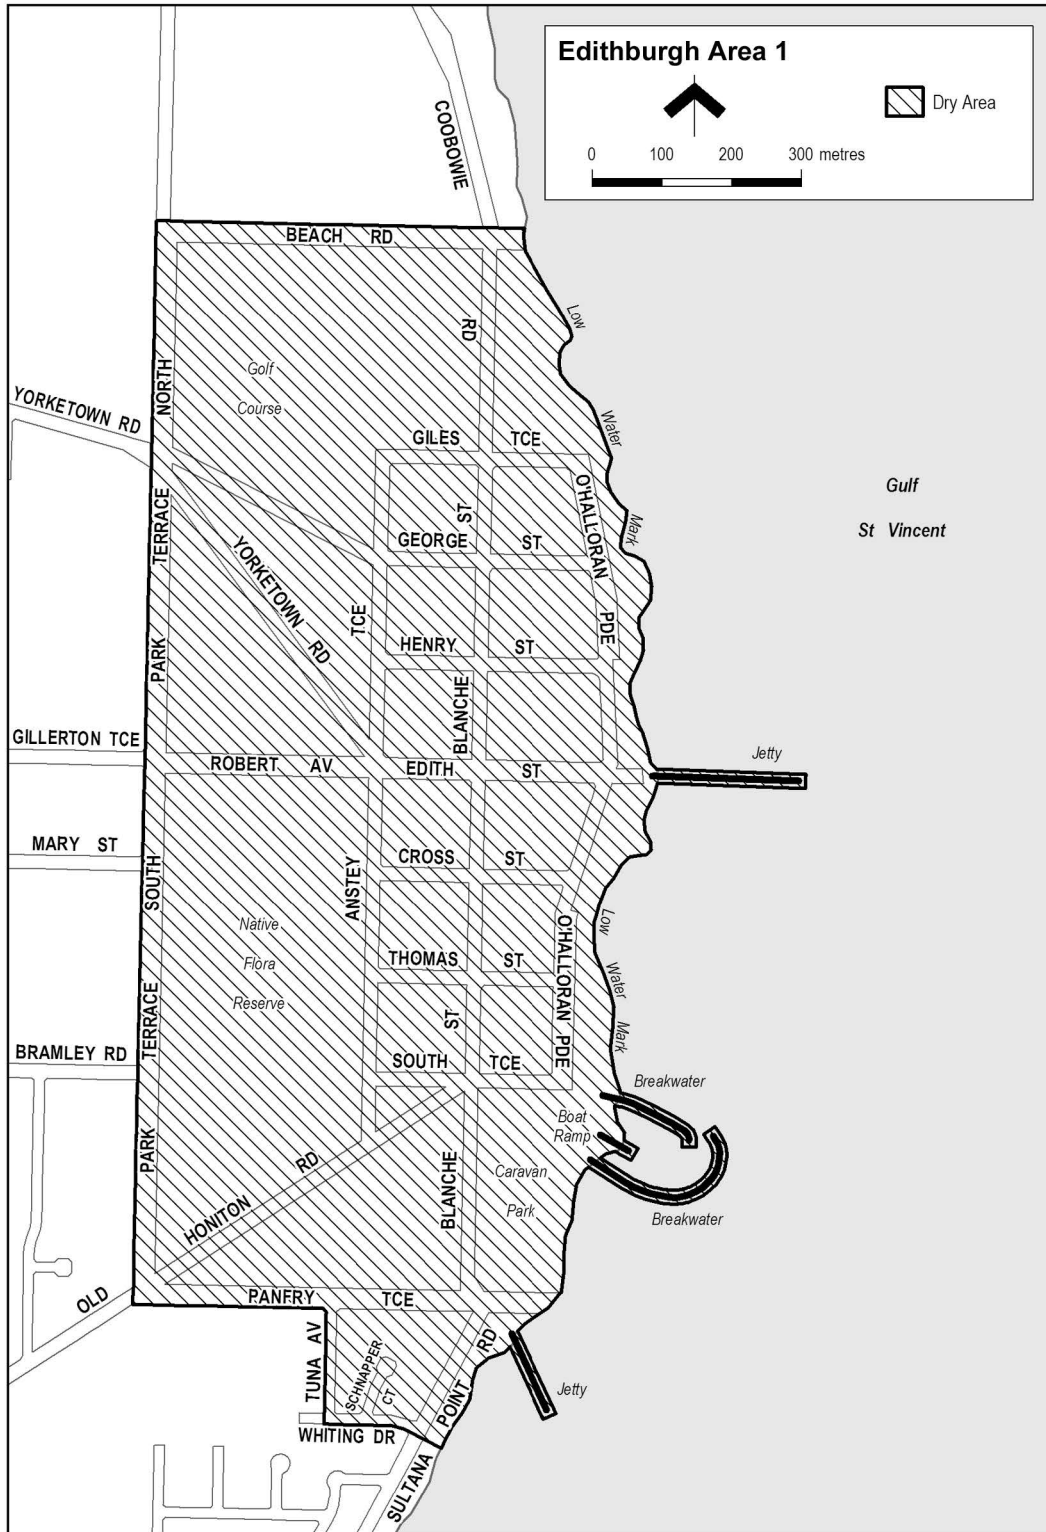 Edithburgh Area 1
Dry Area
0 100 200 300 metres
COOBOWIE
BEACH RD
RD
Low
Golf
Course
NORTH
YORKETOWN RD
GILES TCE
Water
Gulf
St Vincent
O'HALLORAN
Mark
ST
TERRACE
GEORGE ST
YORKETOWN RD
TCE
PDE
HENRY ST
PARK
BLANCHE
GILLERTON TCE
Jetty
ROBERT AV
EDITH ST
MARY ST
CROSS ST
SOUTH
ANSTEY
Native
Flora
Reserve
Low
O'HALLORAN PDE
THOMAS ST
Water
TERRACE
ST
Mark
BRAMLEY RD
SOUTH TCE
Breakwater
Boat
Ramp
PARK
HONITON RD
BLANCHE
Caravan
Park
Breakwater
OLD
PANFRY TCE
TUNA AV
SCHNAPPER
CT
RD
POINT
Jetty
WHITING DR
SULTANA